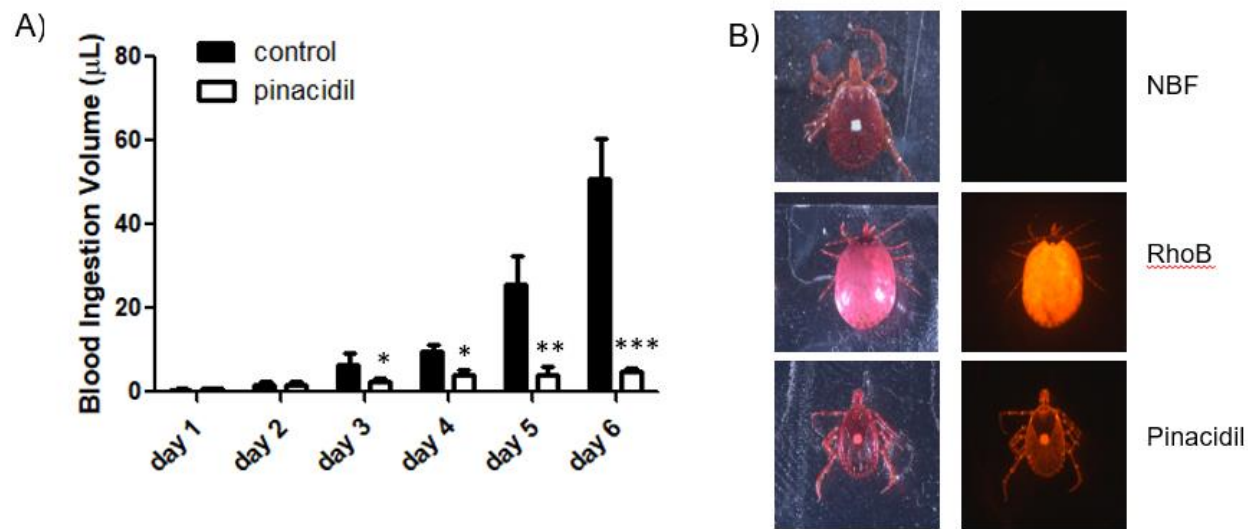 A)
Blood Ingestion Volume (µL)
80
60
40
20
0
control
pinacidil
*
*
**
***
day 1
day 2
day 3
day 4
day 5
day 6
B)
NBF
RhoB
Pinacidil